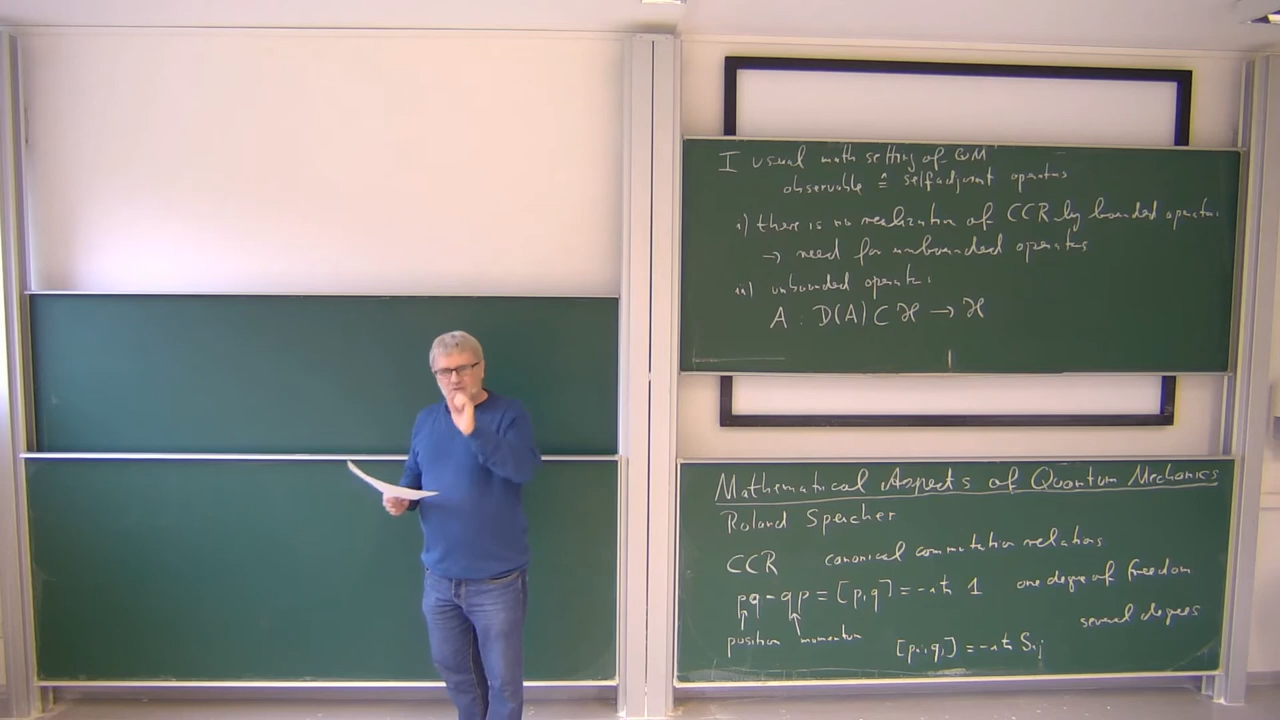 I usual math setting of QM
observable ≙ selfadjoint operators
i) there is no realization of CCR by bounded operators
→ need for unbounded operators
ii) unbounded operators
A : D(A) ⊂ ℋ → ℋ
Mathematical Aspects of Quantum Mechanics
Roland Speicher
CCR canonical commutation relations
pq - qp = [p,q] = -iℏ 1 one degree of freedom
several degrees
position momentum [pᵢ,qⱼ] = -iℏ δᵢⱼ